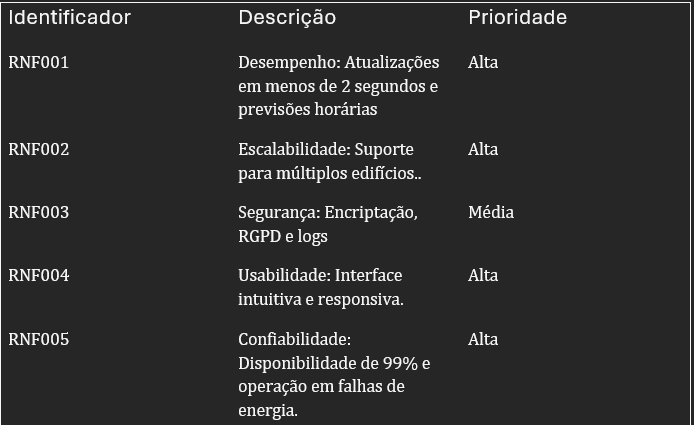 Identificador Descrição Prioridade
RNF001 Desempenho: Atualizações Alta
em menos de 2 segundos e
previsões horárias
RNF002 Escalabilidade: Suporte Alta
para múltiplos edifícios..
RNF003 Segurança: Encriptação, Média
RGPD e logs
RNF004 Usabilidade: Interface Alta
intuitiva e responsiva.
RNF005 Confiabilidade: Alta
Disponibilidade de 99% e
operação em falhas de
energia.